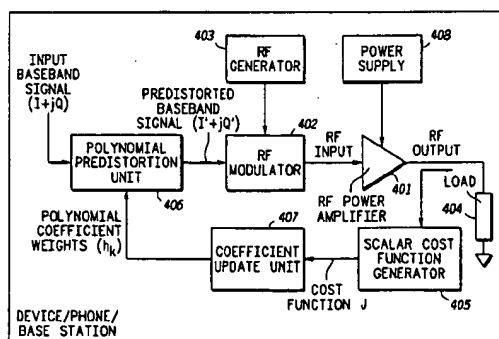 403
RF
GENERATOR
408
POWER
SUPPLY
INPUT
BASEBAND
SIGNAL
(I+jQ)
PREDISTORTED
BASEBAND
SIGNAL (I'+jQ')
402
POLYNOMIAL
PREDISTORTION
UNIT
406
RF
MODULATOR
RF
INPUT
RF
OUTPUT
401
RF POWER
AMPLIFIER
LOAD
404
POLYNOMIAL
COEFFICIENT
WEIGHTS (hk)
407
COEFFICIENT
UPDATE UNIT
SCALAR COST
FUNCTION
GENERATOR
405
COST
FUNCTION J
DEVICE/PHONE/
BASE STATION